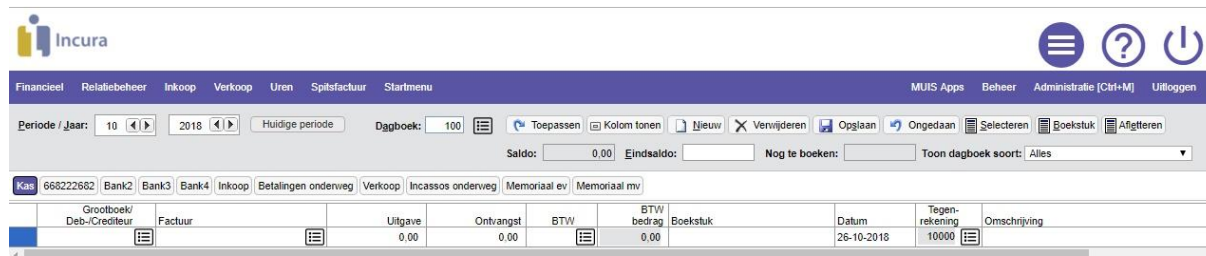 Incura
Financieel Relatiebeheer Inkoop Verkoop Uren Spitsfactuur Startmenu MUIS Apps Beheer Administratie [Ctrl+M] Uitloggen
Periode / Jaar: 10 2018 Huidige periode Dagboek: 100 Toepassen Kolom tonen Nieuw Verwijderen Opslaan Ongedaan Selecteren Boekstuk Afletteren
Saldo: 0,00 Eindsaldo: Nog te boeken: Toon dagboek soort: Alles
Kas 668222682 Bank2 Bank3 Bank4 Inkoop Betalingen onderweg Verkoop Incassos onderweg Memoriaal ev Memoriaal mv
Grootboek/ BTW Tegen-
Deb-/Crediteur Factuur Uitgave Ontvangst BTW bedrag Boekstuk Datum rekening Omschrijving
0,00 0,00 0,00 26-10-2018 10000